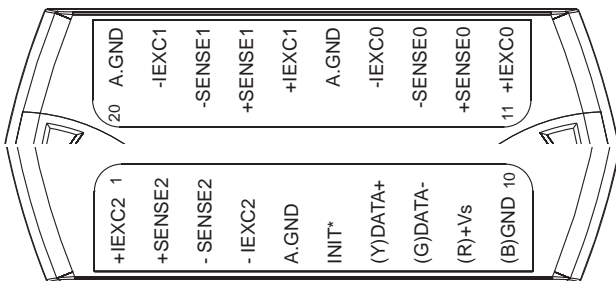 20 A.GND
-IEXC1
-SENSE1
+SENSE1
+IEXC1
A.GND
-IEXC0
-SENSE0
+SENSE0
11 +IEXC0
+IEXC2 1
+SENSE2
- SENSE2
- IEXC2
A.GND
INIT*
(Y)DATA+
(G)DATA-
(R)+Vs
(B)GND 10